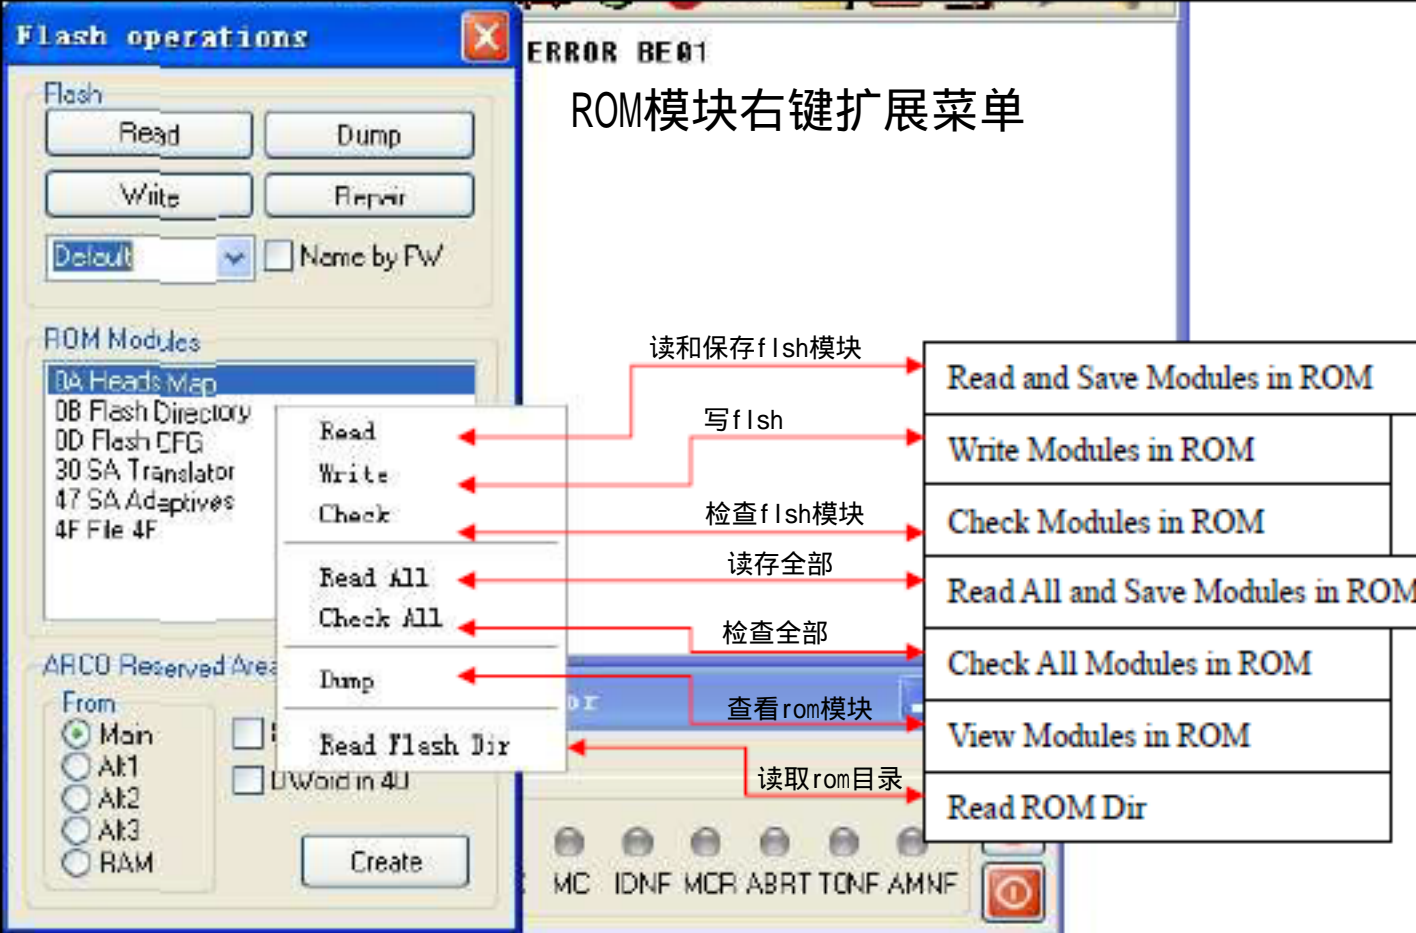 Flash operations
ERROR BE01
ROM模块右键扩展菜单
Flash
Read
Dump
Write
Repair
Default
Name by FW
ROM Modules
0A Heads Map
0B Flash Directory
0D Flash CFG
30 SA Translator
47 SA Adaptives
4F File 4F
Read
Write
Check
Read All
Check All
Dump
Read Flash Dir
读和保存flsh模块
写flsh
检查flsh模块
读存全部
检查全部
查看rom模块
读取rom目录
Read and Save Modules in ROM
Write Modules in ROM
Check Modules in ROM
Read All and Save Modules in ROM
Check All Modules in ROM
View Modules in ROM
Read ROM Dir
ARCO Reserved Area
From
Main
Alt1
Alt2
Alt3
RAM
DWord in 4U
Create
or
MC IDNF MCR ABRT TONF AMNF